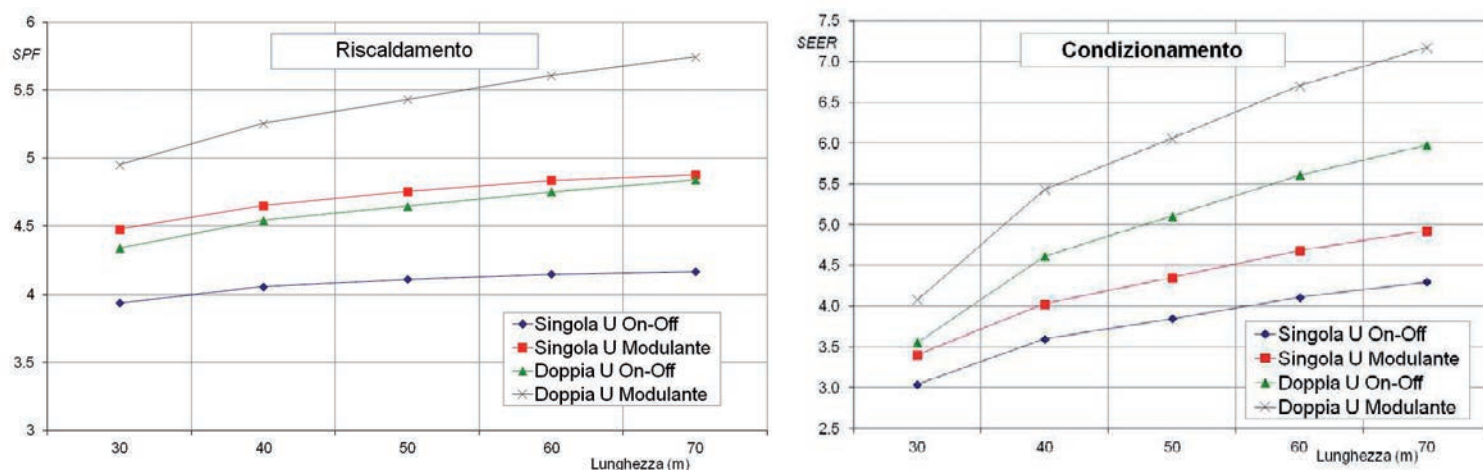 6
SPF
Riscaldamento
5.5
5
4.5
4
3.5
3
Singola U On-Off
Singola U Modulante
Doppia U On-Off
Doppia U Modulante
30 40 50 60 70
Lunghezza (m)
7.5
SEER
Condizionamento
7.0
6.5
6.0
5.5
5.0
4.5
4.0
3.5
3.0
2.5
Singola U On-Off
Singola U Modulante
Doppia U On-Off
Doppia U Modulante
30 40 50 60 70
Lunghezza (m)